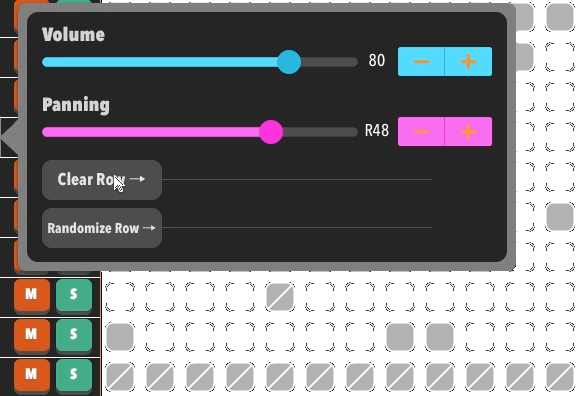 Volume
80 − +
Panning
R48 − +
Clear Row →
Randomize Row →
M S
M S
M S